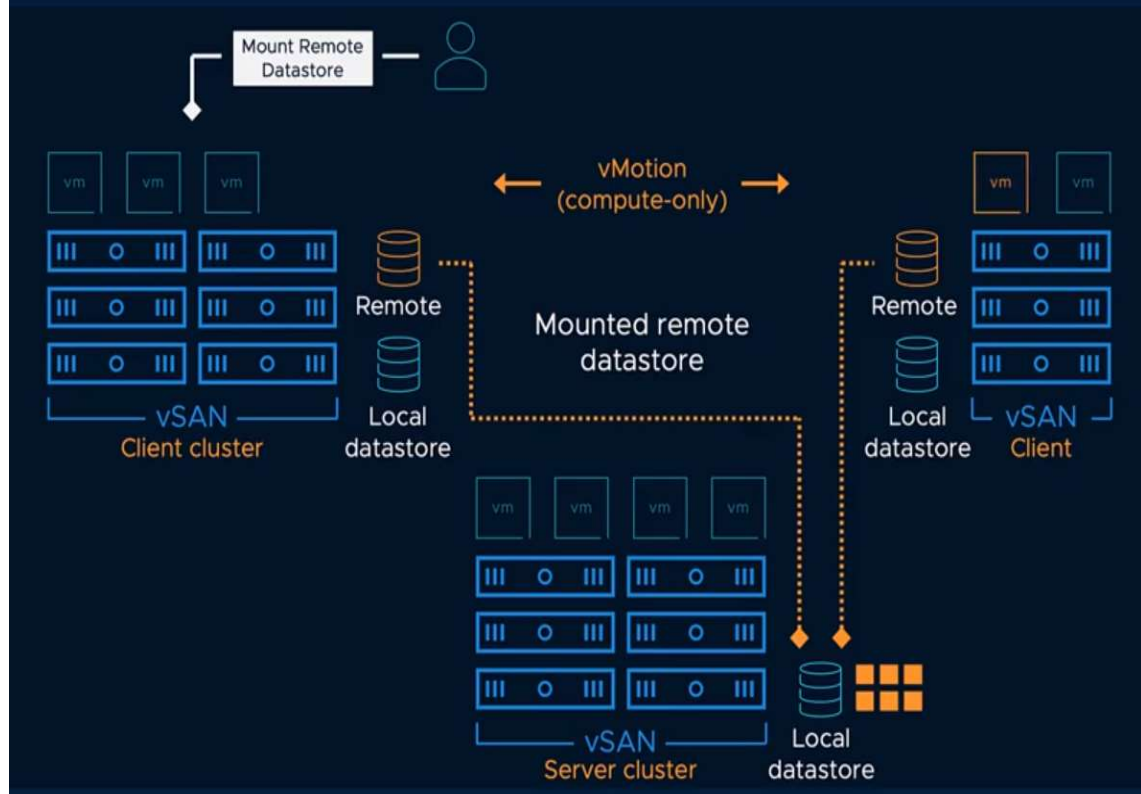 Mount Remote
Datastore
vm
vm
vm
vMotion
(compute-only)
vm
vm
Remote
Mounted remote
datastore
Remote
Local
datastore
Local
datastore
vSAN
Client cluster
vSAN
Client
vm
vm
vm
vm
vSAN
Server cluster
Local
datastore